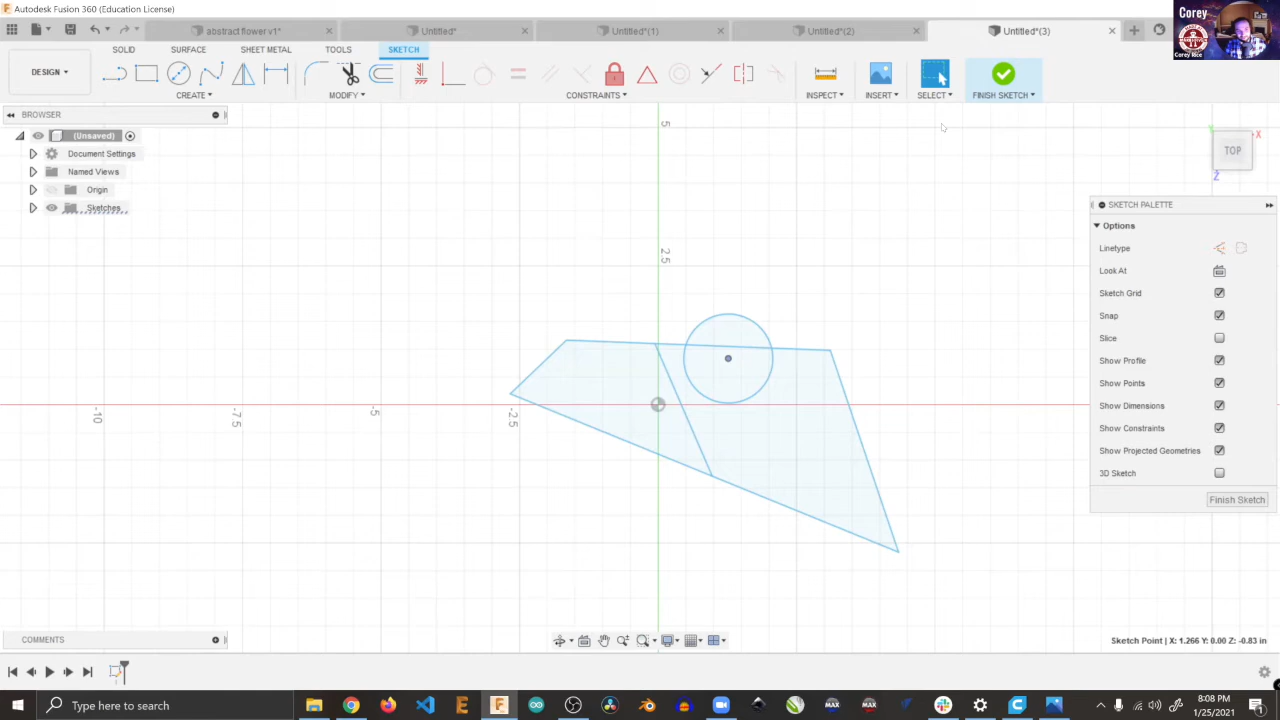 Autodesk Fusion 360 (Education License)
abstract flower v1*
Untitled*
Untitled*(1)
Untitled*(2)
Untitled*(3)
Corey
Corey Rice
DESIGN
SOLID
SURFACE
SHEET METAL
TOOLS
SKETCH
CREATE
MODIFY
CONSTRAINTS
INSPECT
INSERT
SELECT
FINISH SKETCH
BROWSER
(Unsaved)
Document Settings
Named Views
Origin
Sketches
5
2.5
-10
-7.5
-5
-2.5
TOP
X
Y
Z
SKETCH PALETTE
Options
Linetype
Look At
Sketch Grid
Snap
Slice
Show Profile
Show Points
Show Dimensions
Show Constraints
Show Projected Geometries
3D Sketch
Finish Sketch
COMMENTS
Sketch Point | X: 1.266 Y: 0.00 Z: -0.83 in
Type here to search
MAX
MAX
8:08 PM
1/25/2021